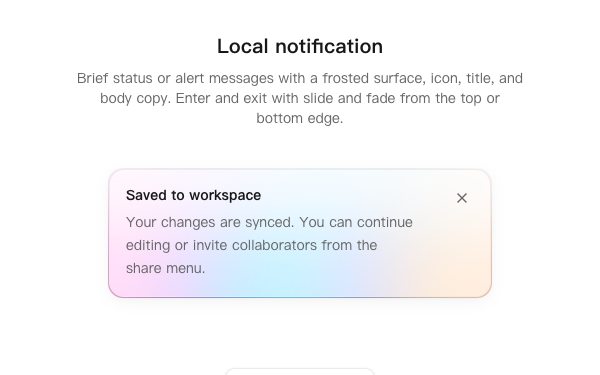 Local notification
Brief status or alert messages with a frosted surface, icon, title, and
body copy. Enter and exit with slide and fade from the top or
bottom edge.
Saved to workspace
Your changes are synced. You can continue
editing or invite collaborators from the
share menu.